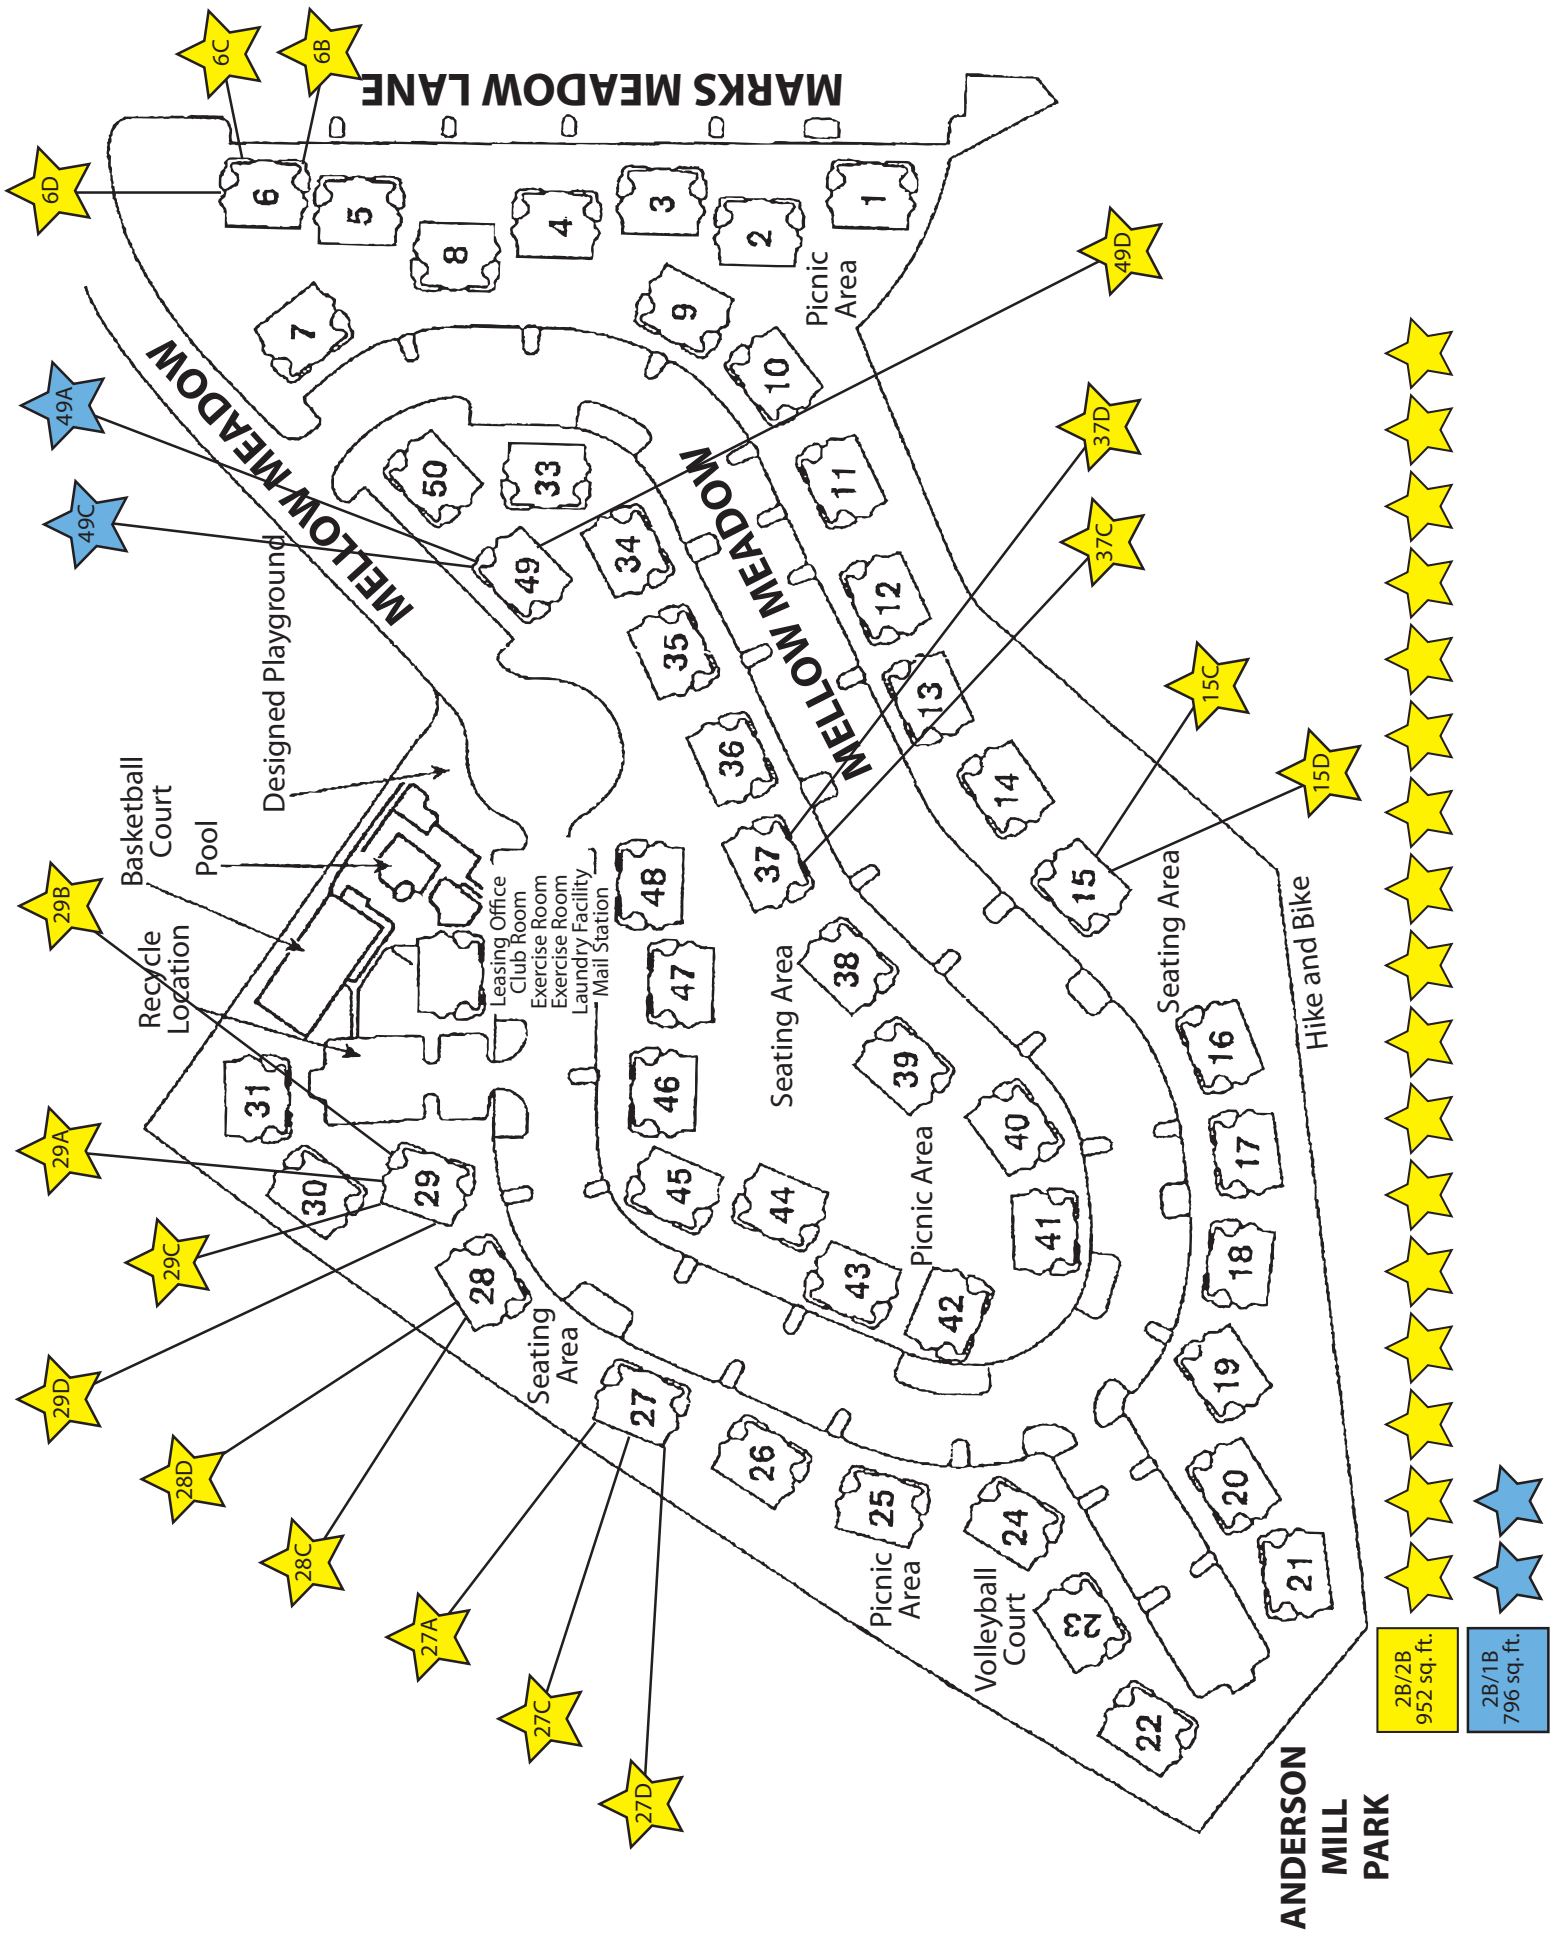 6C
6B
MARKS MEADOW LANE
6D
6
5
8
4
3
2
1
7
9
10
Picnic
Area
49D
MELLOW MEADOW
49A
49C
50
33
49
34
35
36
37
MELLOW MEADOW
11
12
13
14
15
37D
37C
15C
15D
Designed Playground
Basketball
Court
Pool
Recycle
Location
Leasing Office
Club Room
Exercise Room
Exercise Room
Laundry Facility
Mail Station
29B
29A
29C
29D
28D
28C
27A
27C
27D
31
30
29
28
48
47
46
45
44
43
42
41
40
39
38
Seating Area
Picnic Area
Seating Area
Hike and Bike
16
17
18
19
20
21
Seating
Area
27
26
25
24
23
22
Picnic
Area
Volleyball
Court
ANDERSON
MILL
PARK
2B/2B
952 sq. ft.
2B/1B
796 sq. ft.